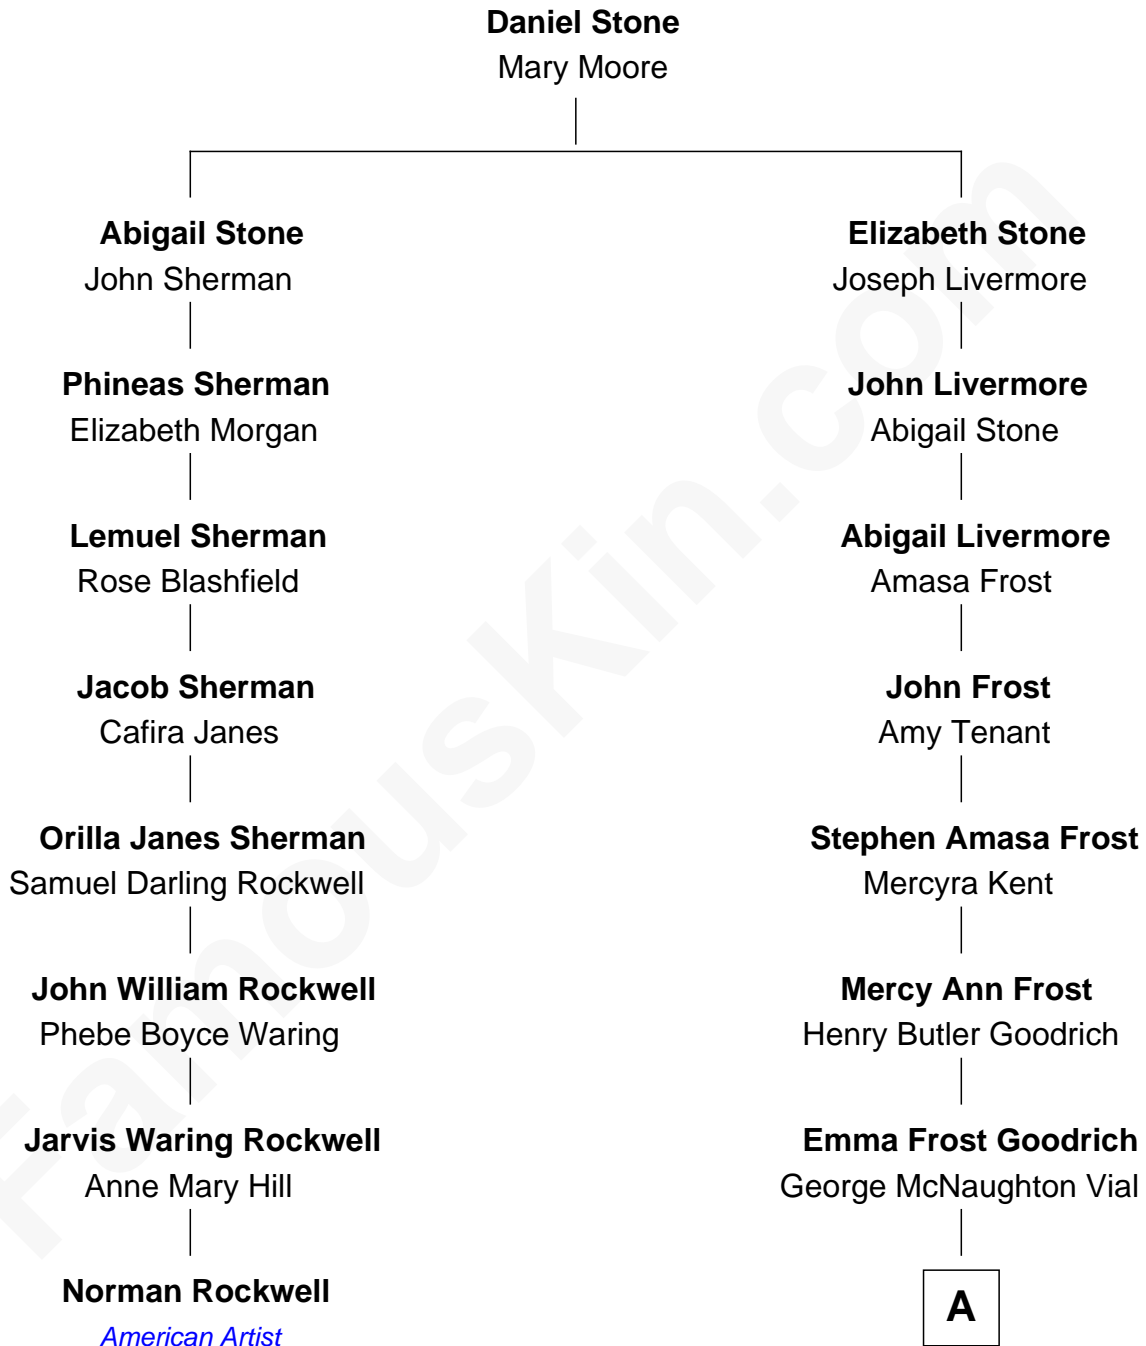 Daniel Stone
Mary Moore
Abigail Stone
John Sherman
Phineas Sherman
Elizabeth Morgan
Lemuel Sherman
Rose Blashfield
Jacob Sherman
Cafira Janes
Orilla Janes Sherman
Samuel Darling Rockwell
John William Rockwell
Phebe Boyce Waring
Jarvis Waring Rockwell
Anne Mary Hill
Norman Rockwell
American Artist
Elizabeth Stone
Joseph Livermore
John Livermore
Abigail Stone
Abigail Livermore
Amasa Frost
John Frost
Amy Tenant
Stephen Amasa Frost
Mercyra Kent
Mercy Ann Frost
Henry Butler Goodrich
Emma Frost Goodrich
George McNaughton Vial
A
FamousKin.com